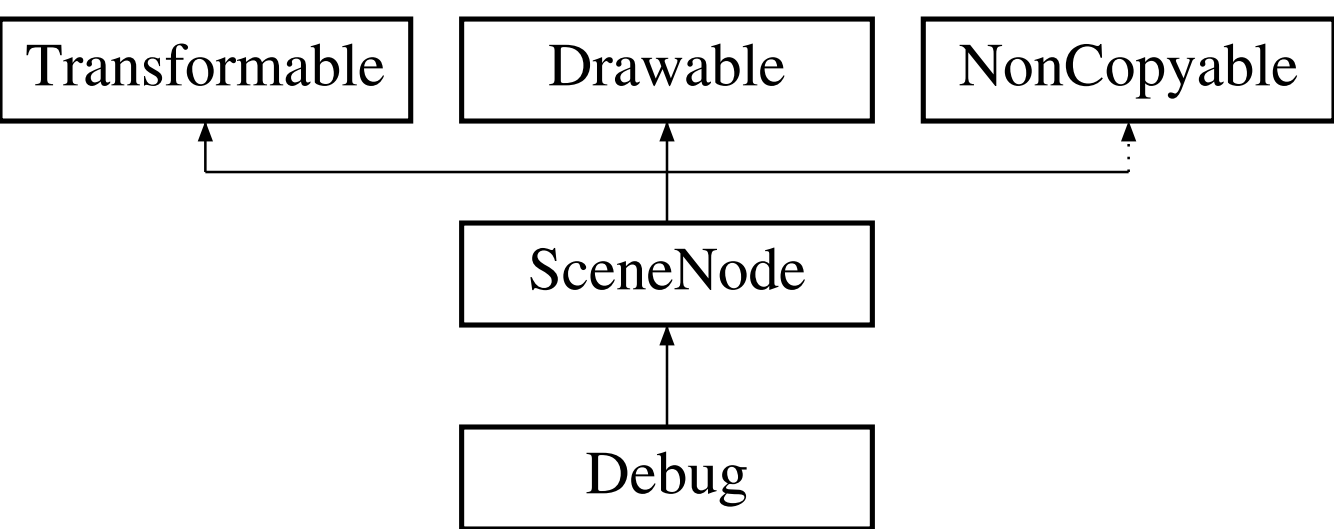 Transformable
Drawable
NonCopyable
SceneNode
Debug